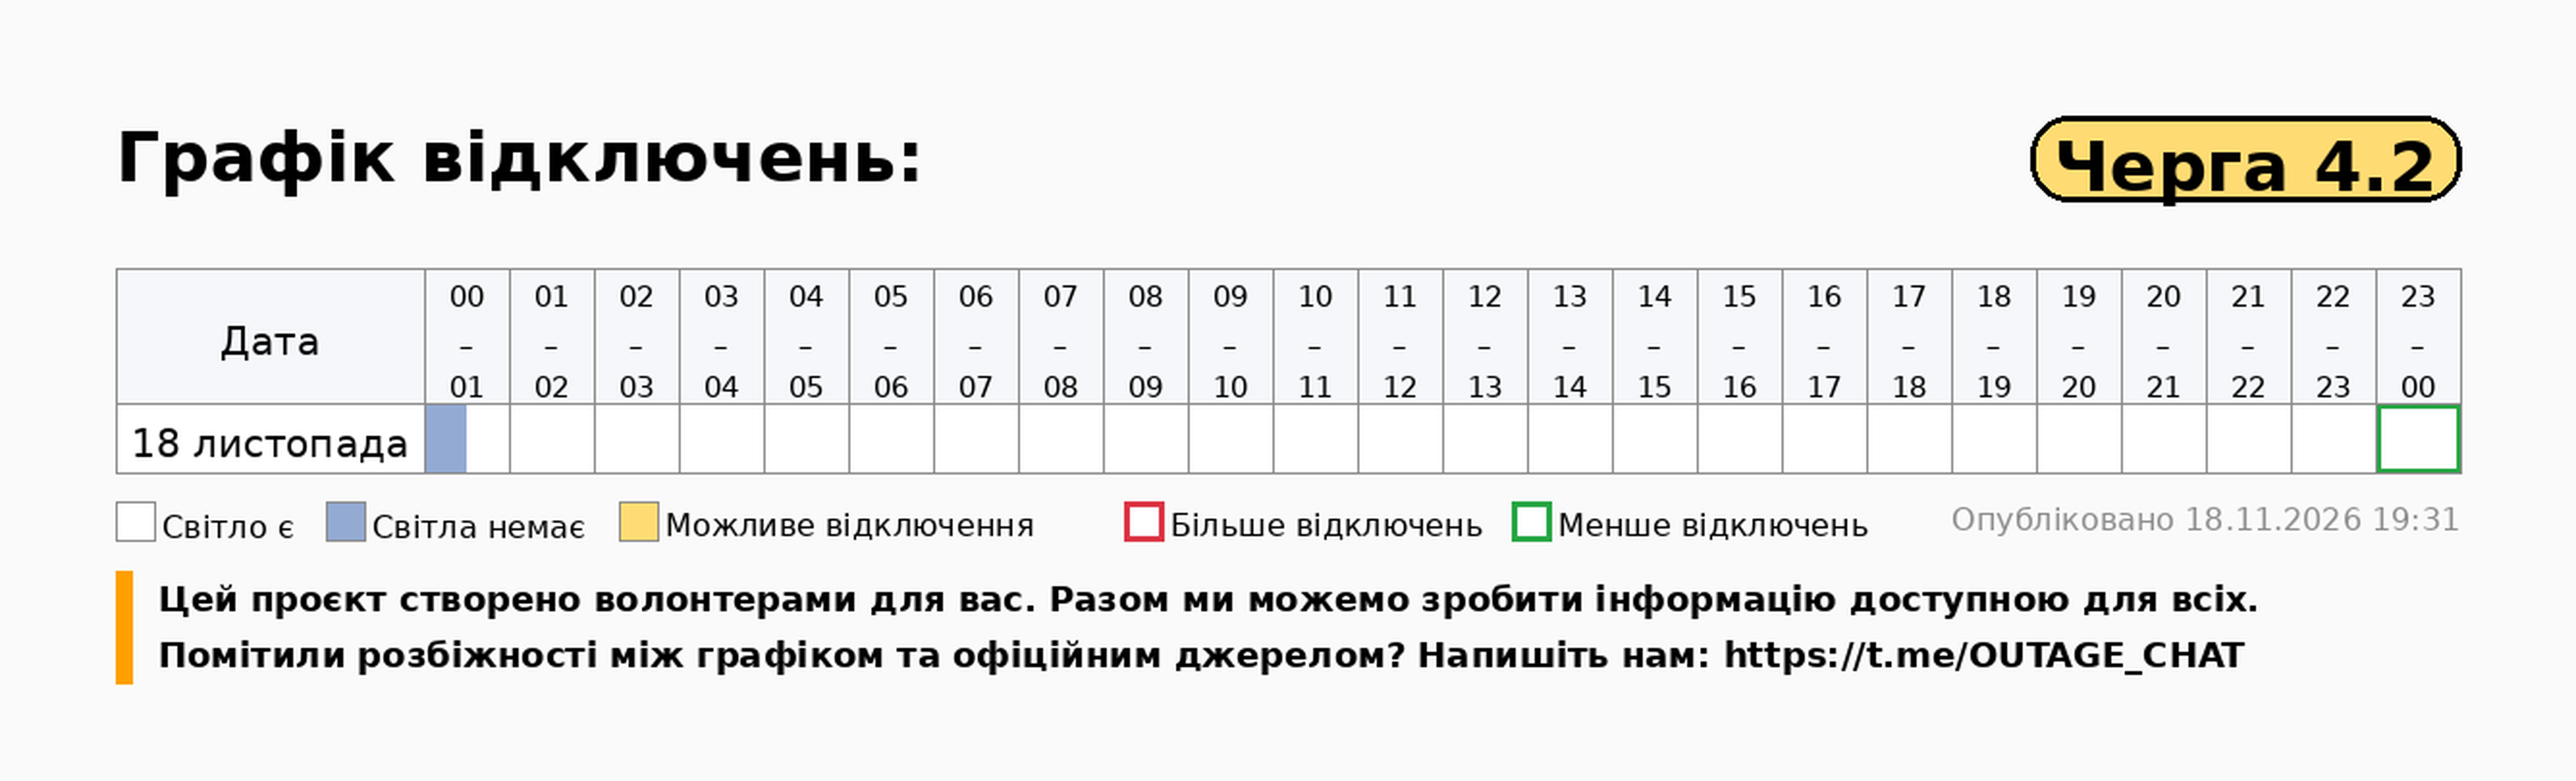 Графік відключень:
Черга 4.2
Дата 00 – 01 01 – 02 02 – 03 03 – 04 04 – 05 05 – 06 06 – 07 07 – 08 08 – 09 09 – 10 10 – 11 11 – 12 12 – 13 13 – 14 14 – 15 15 – 16 16 – 17 17 – 18 18 – 19 19 – 20 20 – 21 21 – 22 22 – 23 23 – 00
18 листопада
Світло є Світла немає Можливе відключення Більше відключень Менше відключень Опубліковано 18.11.2026 19:31
Цей проєкт створено волонтерами для вас. Разом ми можемо зробити інформацію доступною для всіх.
Помітили розбіжності між графіком та офіційним джерелом? Напишіть нам: https://t.me/OUTAGE_CHAT